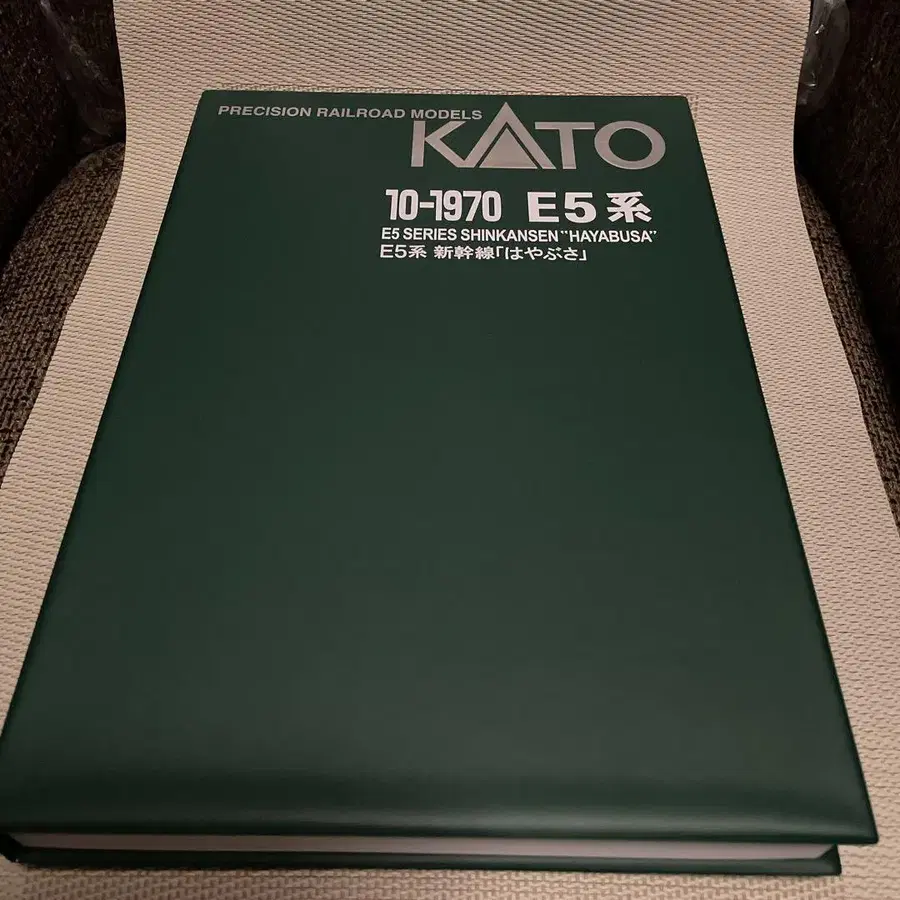 PRECISION RAILROAD MODELS
KATO
10-1970 E5系
E5 SERIES SHINKANSEN "HAYABUSA"
E5系 新幹線「はやぶさ」